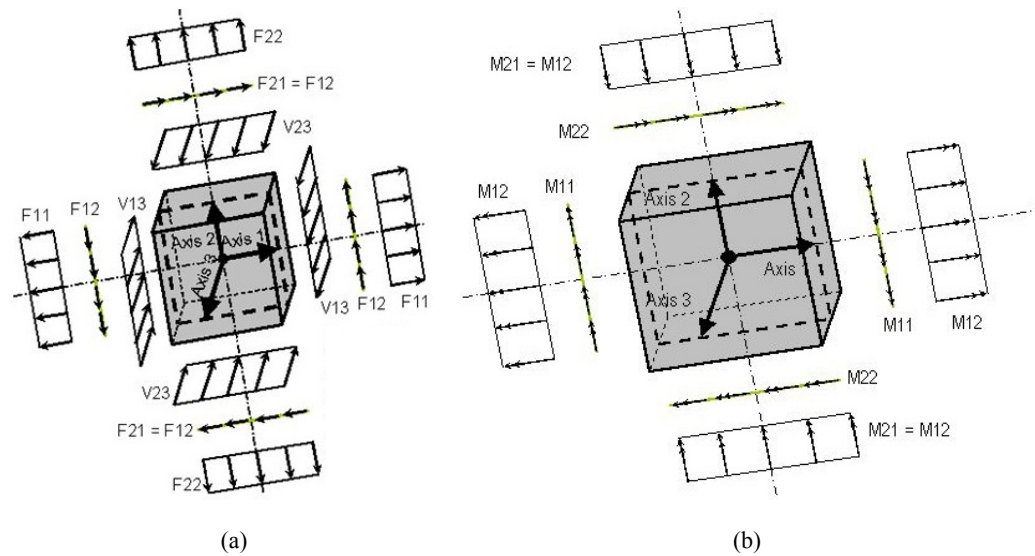 F22
F21 = F12
V23
F11
F12
V13
Axis 2
Axis 1
Axis 3
V13
F12
F11
V23
F21 = F12
F22
(a)
M21 = M12
M22
M12
M11
Axis 2
Axis
Axis 3
M11
M12
M22
M21 = M12
(b)